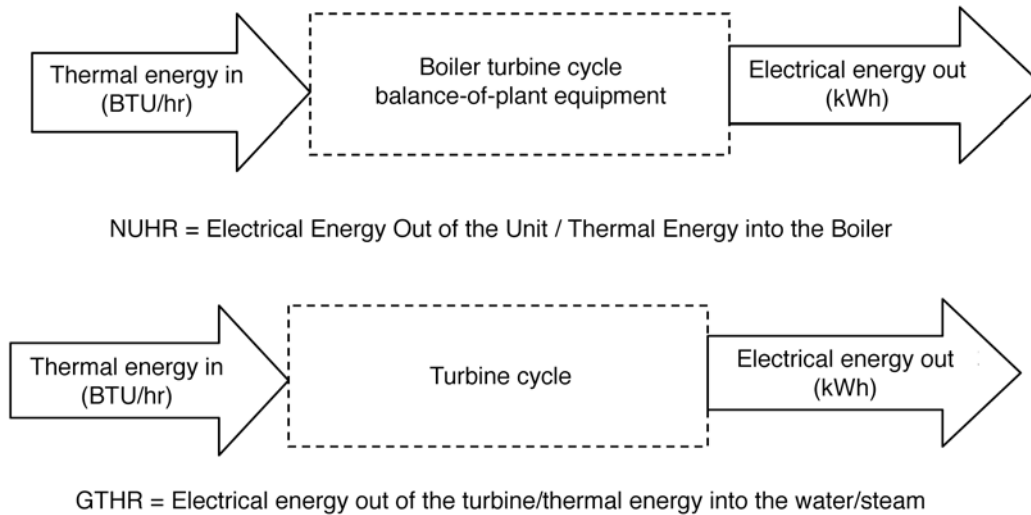 Thermal energy in
(BTU/hr)
Boiler turbine cycle
balance-of-plant equipment
Electrical energy out
(kWh)
NUHR = Electrical Energy Out of the Unit / Thermal Energy into the Boiler
Thermal energy in
(BTU/hr)
Turbine cycle
Electrical energy out
(kWh)
GTHR = Electrical energy out of the turbine/thermal energy into the water/steam